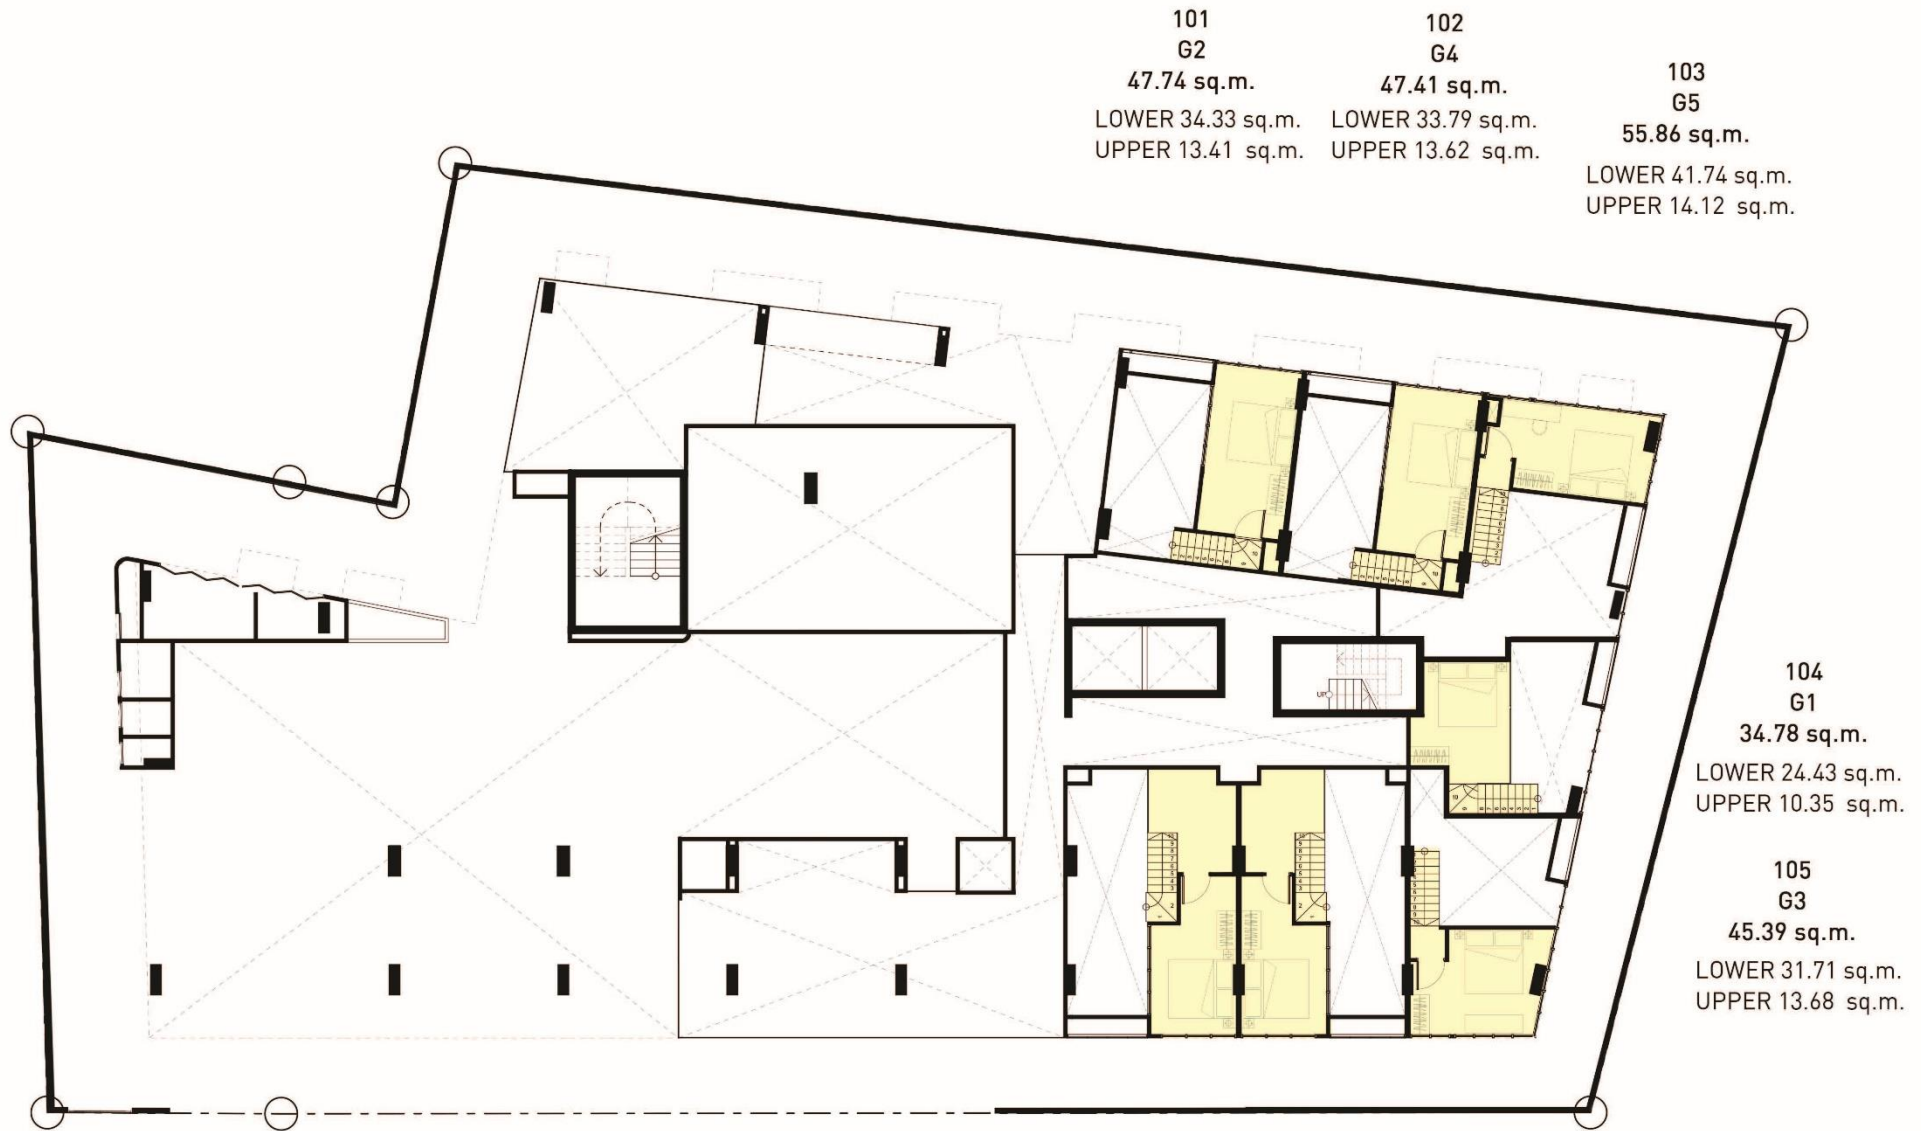 101
G2
47.74 sq.m.
LOWER 34.33 sq.m.
UPPER 13.41 sq.m.
102
G4
47.41 sq.m.
LOWER 33.79 sq.m.
UPPER 13.62 sq.m.
103
G5
55.86 sq.m.
LOWER 41.74 sq.m.
UPPER 14.12 sq.m.
UP
104
G1
34.78 sq.m.
LOWER 24.43 sq.m.
UPPER 10.35 sq.m.
105
G3
45.39 sq.m.
LOWER 31.71 sq.m.
UPPER 13.68 sq.m.